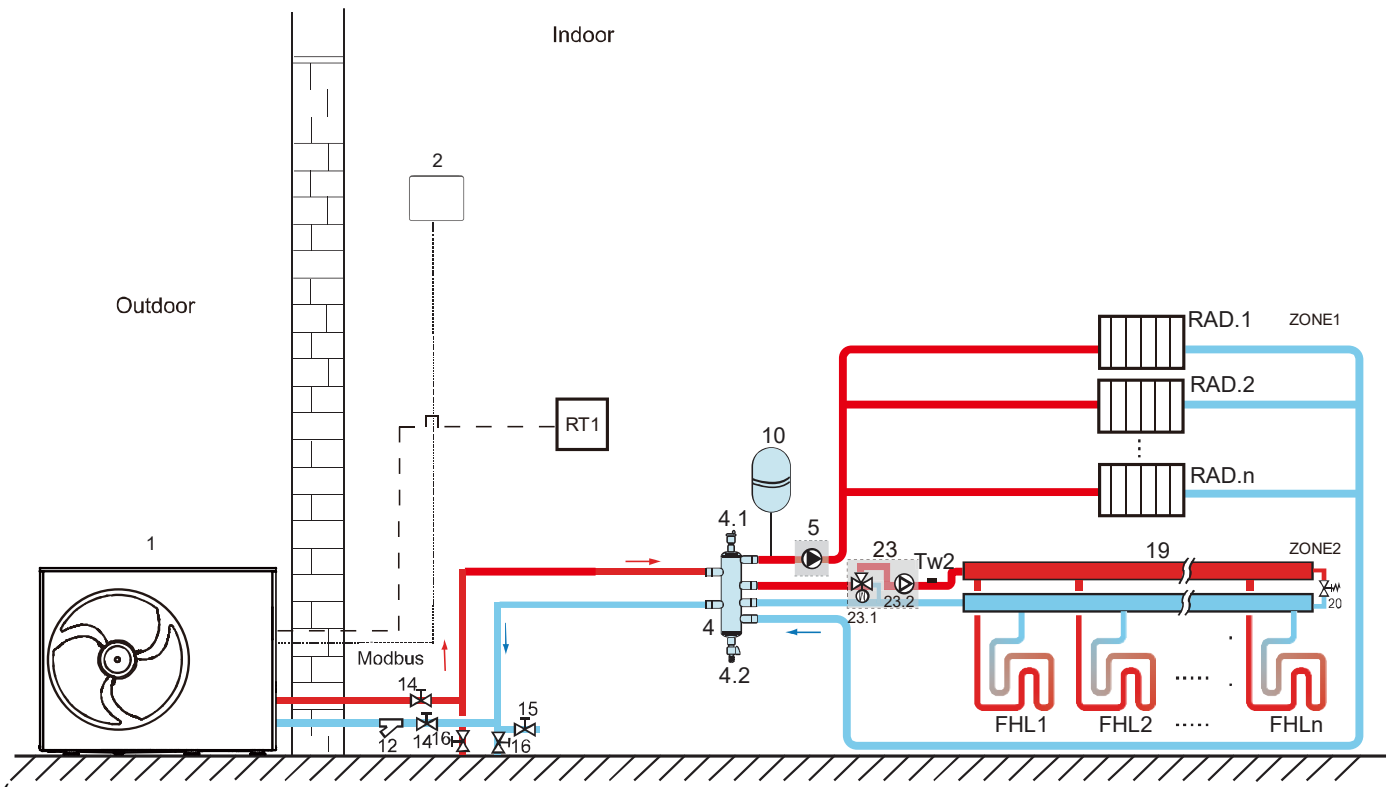 Indoor
2
Outdoor
RAD.1
ZONE1
RAD.2
RT1
10
RAD.n
4.1
5
1
23
Tw2
19
ZONE2
23.2
20
23.1
4
Modbus
4.2
14
15
12
14
16
16
FHL1
FHL2
FHLn